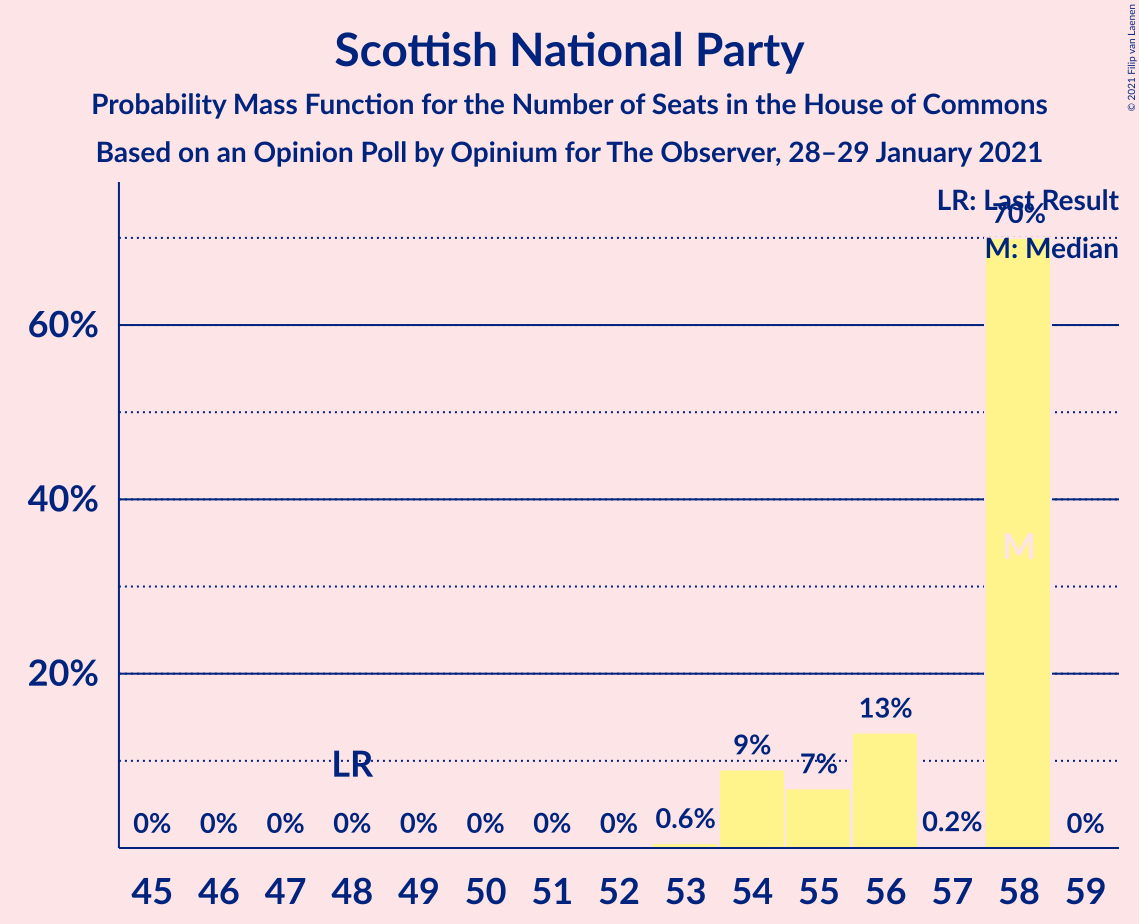 Scottish National Party
Probability Mass Function for the Number of Seats in the House of Commons
Based on an Opinion Poll by Opinium for The Observer, 28–29 January 2021
© 2021 Filip van Laenen
LR: Last Result
70%
M: Median
60%
40%
M
20%
13%
9%
LR
7%
0%
0%
0%
0%
0%
0%
0%
0%
0.6%
0.2%
0%
45 46 47 48 49 50 51 52 53 54 55 56 57 58 59